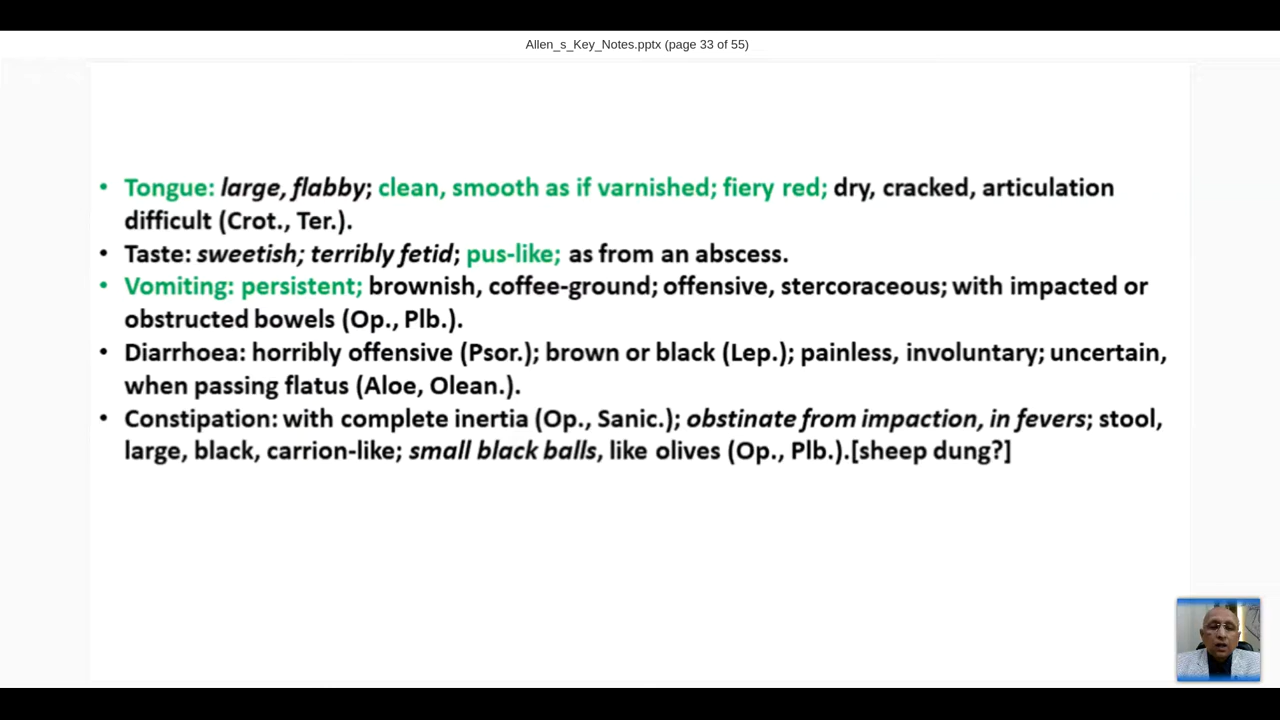 Allen_s_Key_Notes.pptx (page 33 of 55)
• Tongue: large, flabby; clean, smooth as if varnished; fiery red; dry, cracked, articulation
difficult (Crot., Ter.).
• Taste: sweetish; terribly fetid; pus-like; as from an abscess.
• Vomiting: persistent; brownish, coffee-ground; offensive, stercoraceous; with impacted or
obstructed bowels (Op., Plb.).
• Diarrhoea: horribly offensive (Psor.); brown or black (Lep.); painless, involuntary; uncertain,
when passing flatus (Aloe, Olean.).
• Constipation: with complete inertia (Op., Sanic.); obstinate from impaction, in fevers; stool,
large, black, carrion-like; small black balls, like olives (Op., Plb.).[sheep dung?]